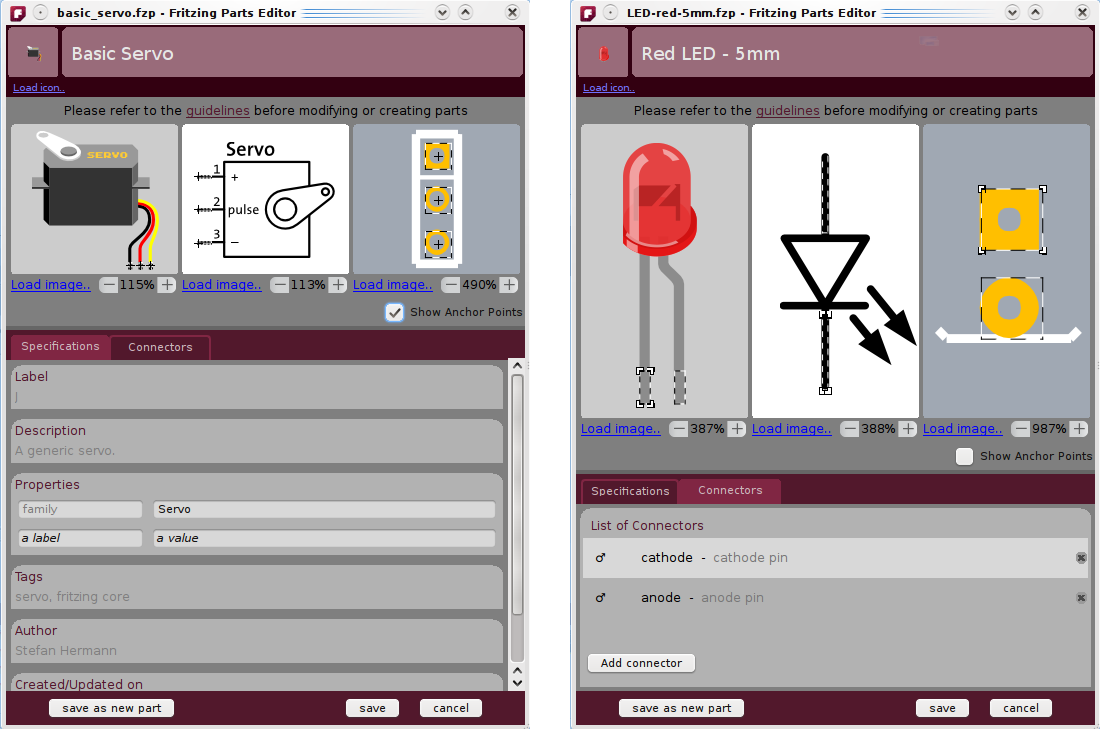 basic_servo.fzp - Fritzing Parts Editor
Basic Servo
Load icon..
Please refer to the guidelines before modifying or creating parts
SERVO
Servo
1
+
2
pulse
3
−
Load image.. − 115% + Load image.. − 113% + Load image.. − 490% +
Show Anchor Points
Specifications Connectors
Label
J
Description
A generic servo.
Properties
family Servo
a label a value
Tags
servo, fritzing core
Author
Stefan Hermann
Created/Updated on
save as new part save cancel
LED-red-5mm.fzp - Fritzing Parts Editor
Red LED - 5mm
Load icon..
Please refer to the guidelines before modifying or creating parts
Load image.. − 387% + Load image.. − 388% + Load image.. − 987% +
Show Anchor Points
Specifications Connectors
List of Connectors
♂ cathode - cathode pin
♂ anode - anode pin
Add connector
save as new part save cancel